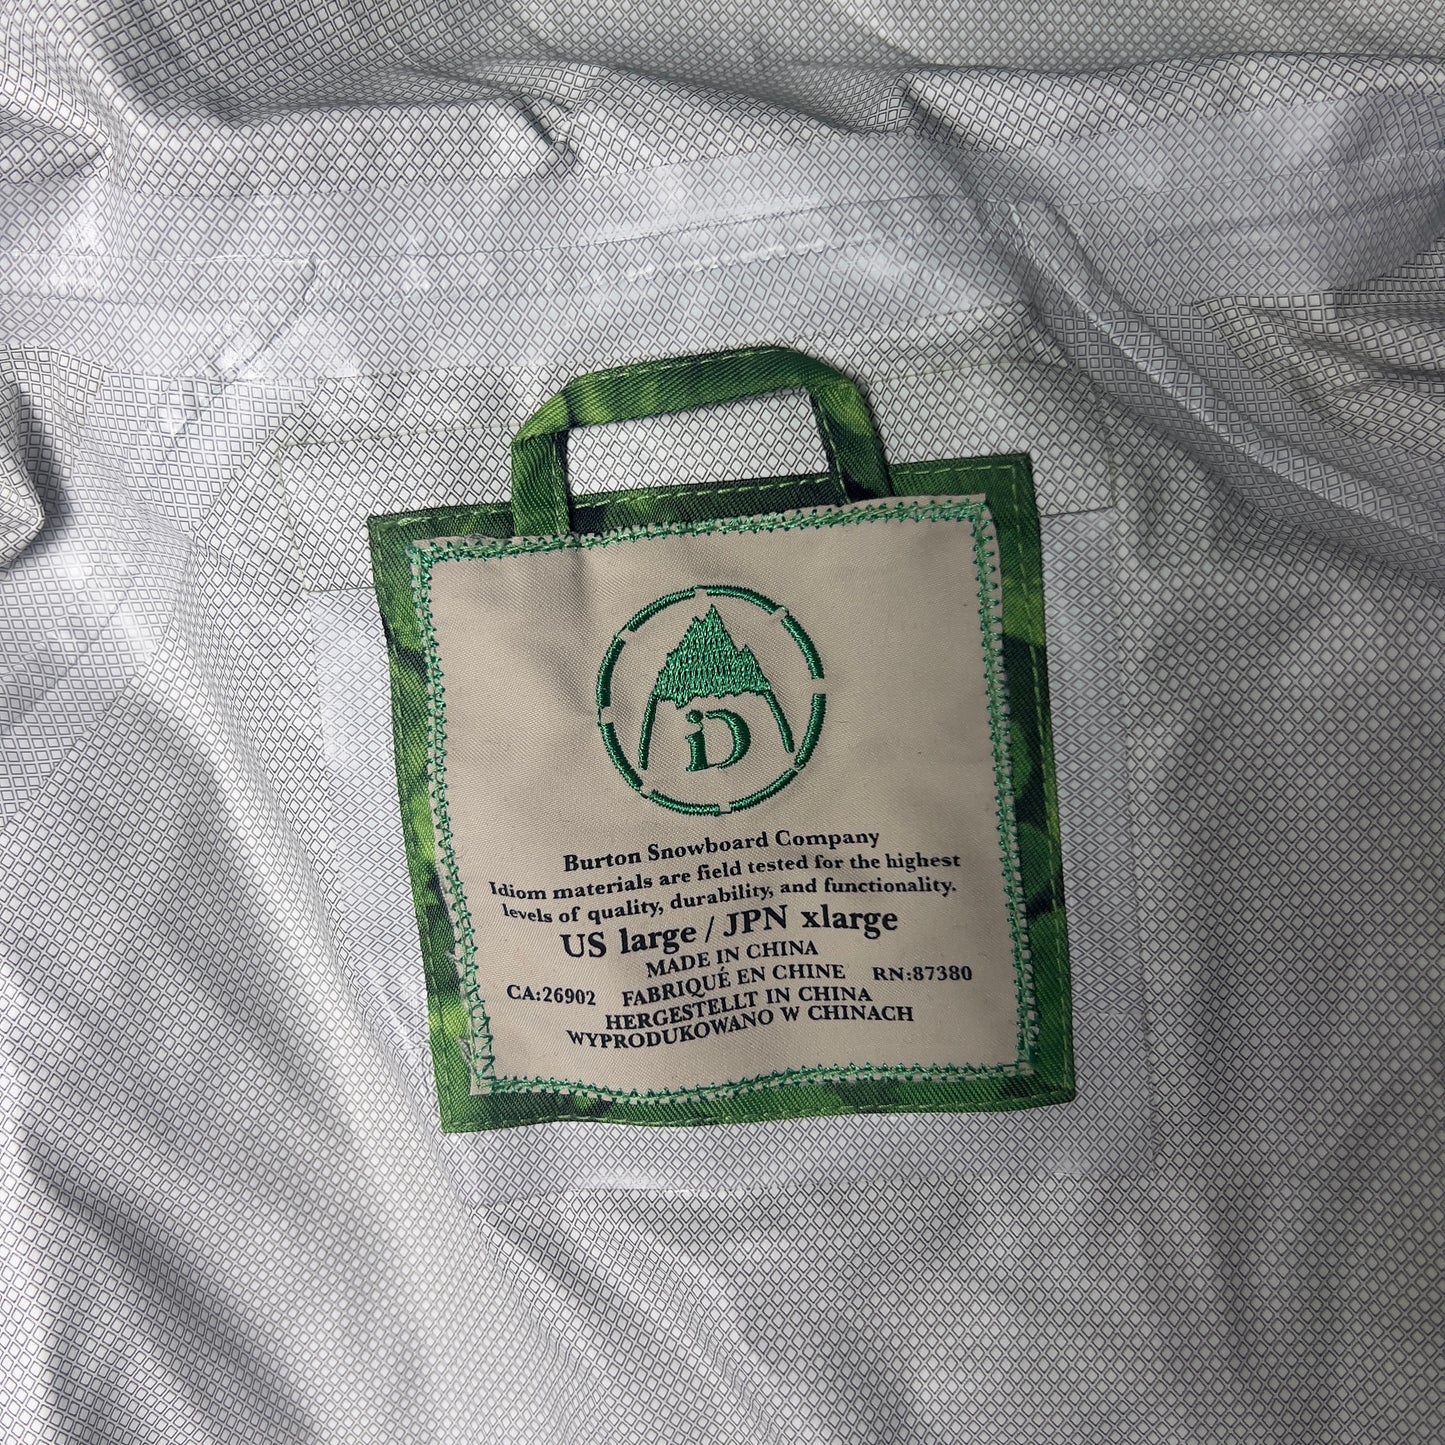 iD
Burton Snowboard Company
Idiom materials are field tested for the highest
levels of quality, durability, and functionality.
US large / JPN xlarge
MADE IN CHINA
CA:26902 FABRIQUÉ EN CHINE RN:87380
HERGESTELLT IN CHINA
WYPRODUKOWANO W CHINACH